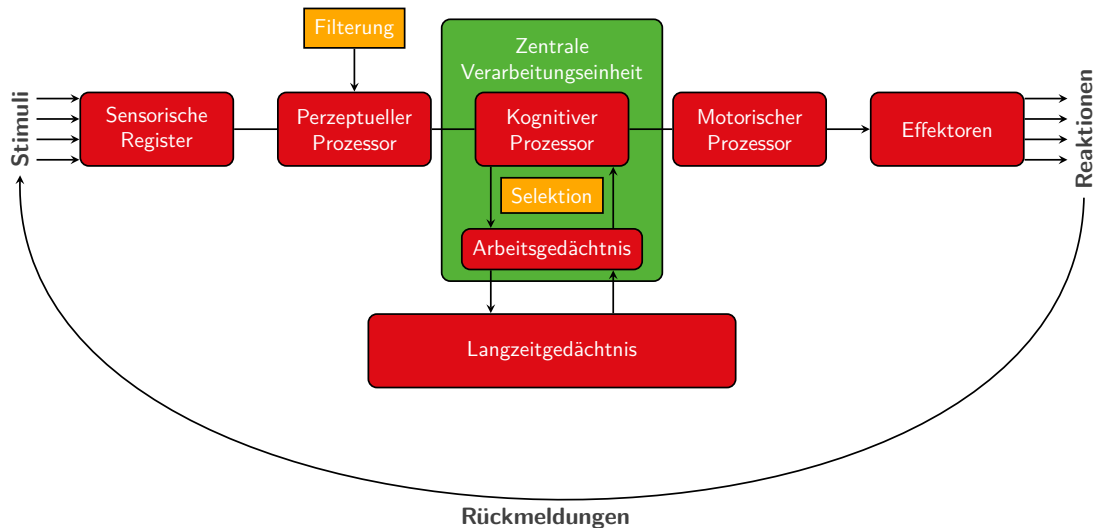 Filterung
Zentrale
Verarbeitungseinheit
Stimuli
Sensorische
Register
Perzeptueller
Prozessor
Kognitiver
Prozessor
Motorischer
Prozessor
Effektoren
Reaktionen
Selektion
Arbeitsgedächtnis
Langzeitgedächtnis
Rückmeldungen